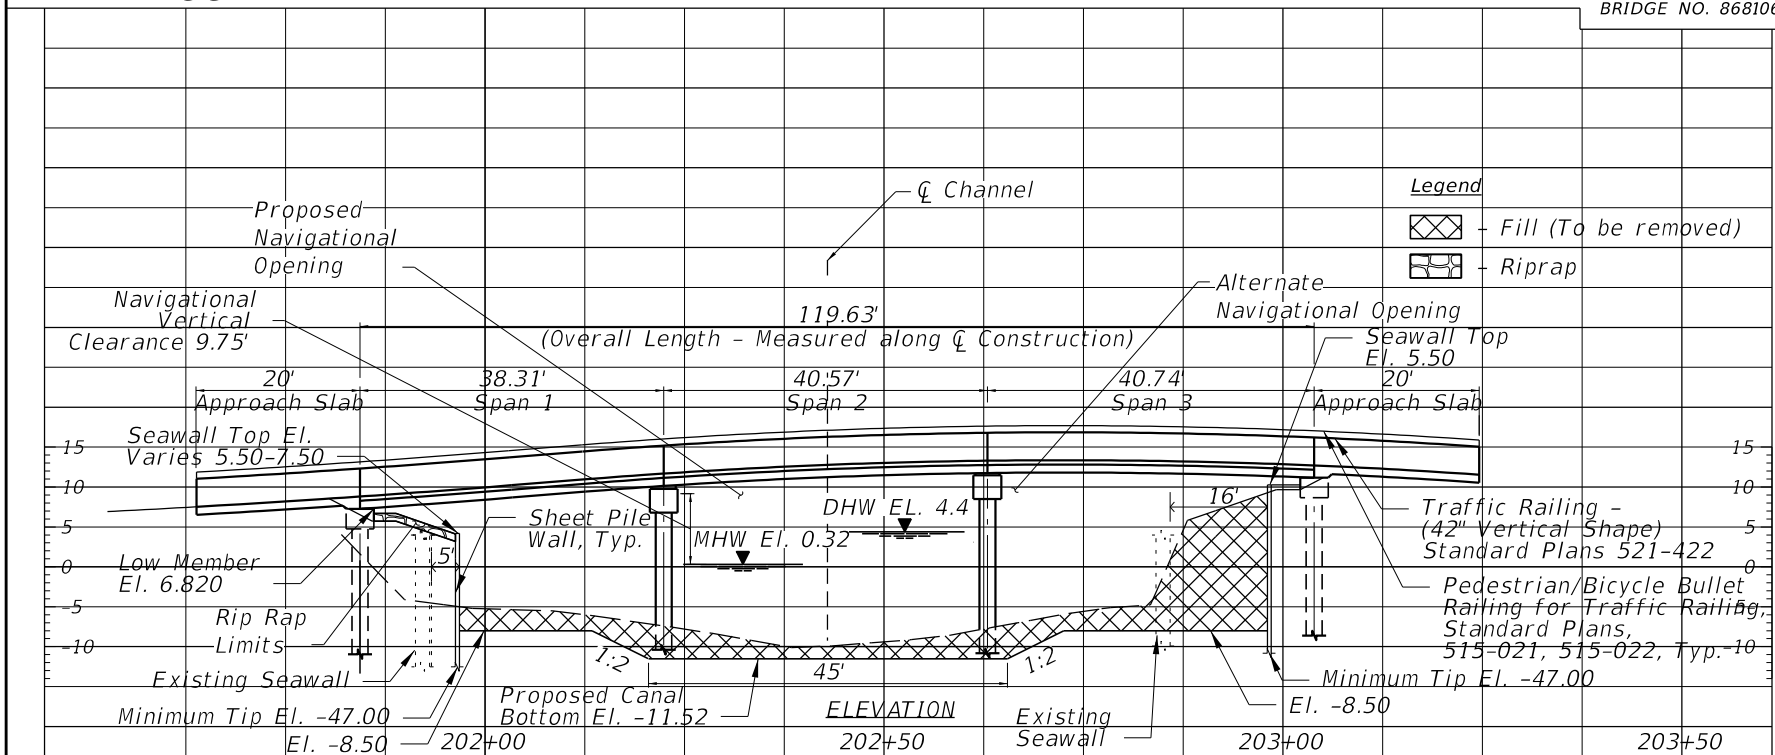 BRIDGE NO. 868106
℄ Channel
Legend
- Fill (To be removed)
- Riprap
Proposed
Navigational
Opening
Navigational
Vertical
Clearance 9.75'
Alternate
Navigational Opening
119.63'
(Overall Length – Measured along ℄ Construction)
Seawall Top
El. 5.50
20'
Approach Slab
38.31'
Span 1
40.57'
Span 2
40.74'
Span 3
20'
Approach Slab
Seawall Top El.
Varies 5.50–7.50
15
10
5
0
–5
–10
15
10
5
0
–10
16'
DHW EL. 4.4
MHW El. 0.32
Sheet Pile
Wall, Typ.
5'
Low Member
El. 6.820
Rip Rap
Limits
Existing Seawall
Minimum Tip El. –47.00
El. –8.50
1:2
45'
1:2
Proposed Canal
Bottom El. –11.52
ELEVATION
Existing
Seawall
Traffic Railing –
(42" Vertical Shape)
Standard Plans 521–422
Pedestrian/Bicycle Bullet
Railing for Traffic Railing,
Standard Plans,
515–021, 515–022, Typ.
Minimum Tip El. –47.00
El. –8.50
202+00
202+50
203+00
203+50